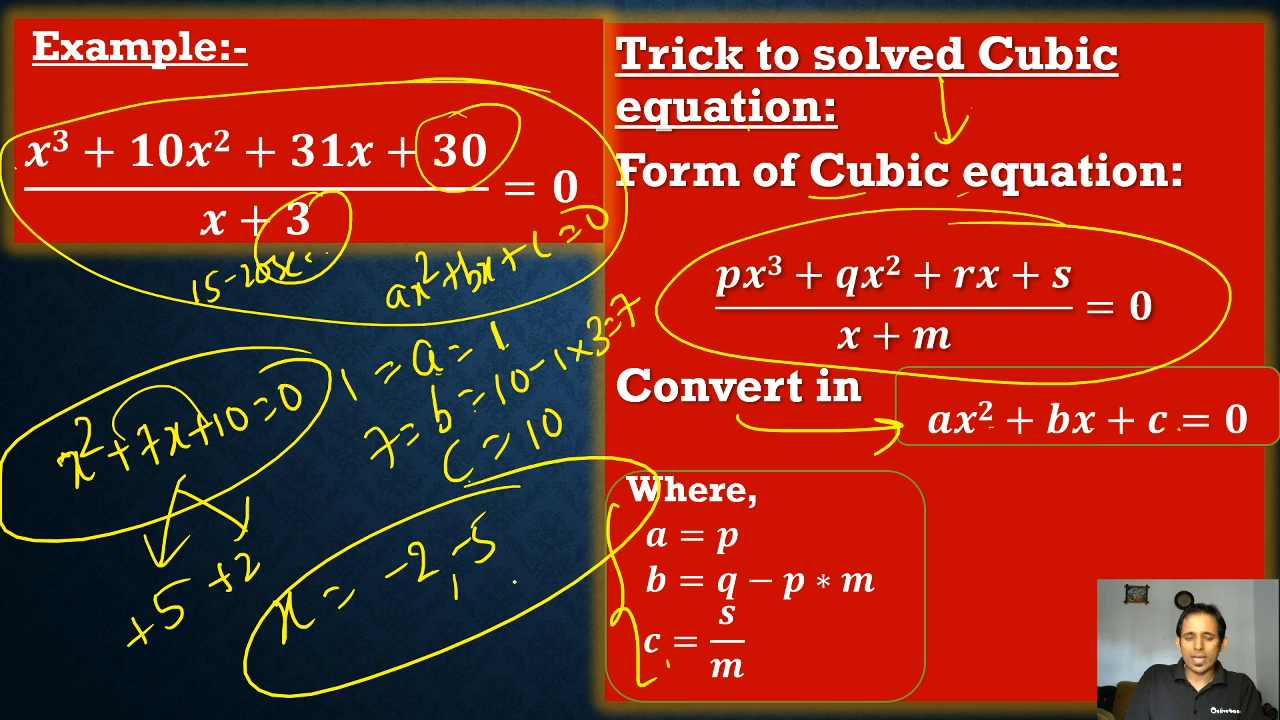 Example:-
x³ + 10x² + 31x + 30
x + 3
= 0
15-20 sec.
ax² + bx + c = 0
1 = a = 1
7 = b = 10 - 1 × 3 = 7
c = 10
x² + 7x + 10 = 0
+5 +2
x = -2, -5
Trick to solved Cubic
equation:
Form of Cubic equation:
px³ + qx² + rx + s
x + m
= 0
Convert in
ax² + bx + c = 0
Where,
a = p
b = q − p * m
c = s
m